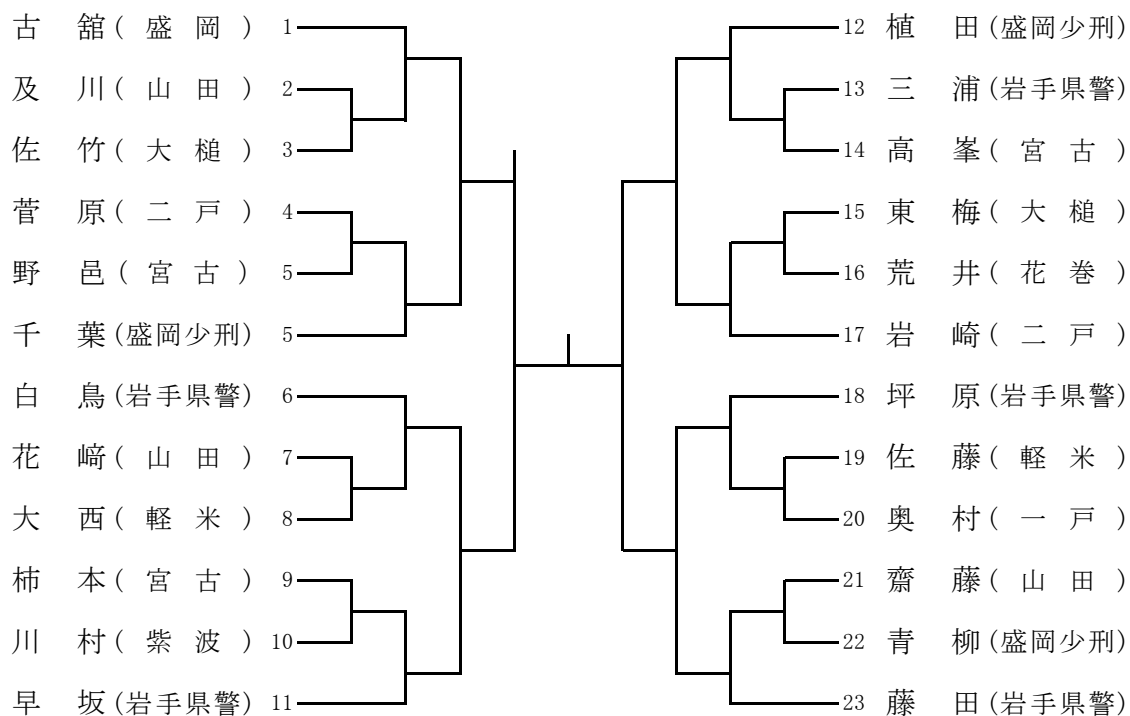 古舘(盛岡) 1
及川(山田) 2
佐竹(大槌) 3
菅原(二戸) 4
野邑(宮古) 5
千葉(盛岡少刑) 5
白鳥(岩手県警) 6
花﨑(山田) 7
大西(軽米) 8
柿本(宮古) 9
川村(紫波) 10
早坂(岩手県警) 11
12 植田(盛岡少刑)
13 三浦(岩手県警)
14 高峯(宮古)
15 東梅(大槌)
16 荒井(花巻)
17 岩崎(二戸)
18 坪原(岩手県警)
19 佐藤(軽米)
20 奥村(一戸)
21 齋藤(山田)
22 青柳(盛岡少刑)
23 藤田(岩手県警)